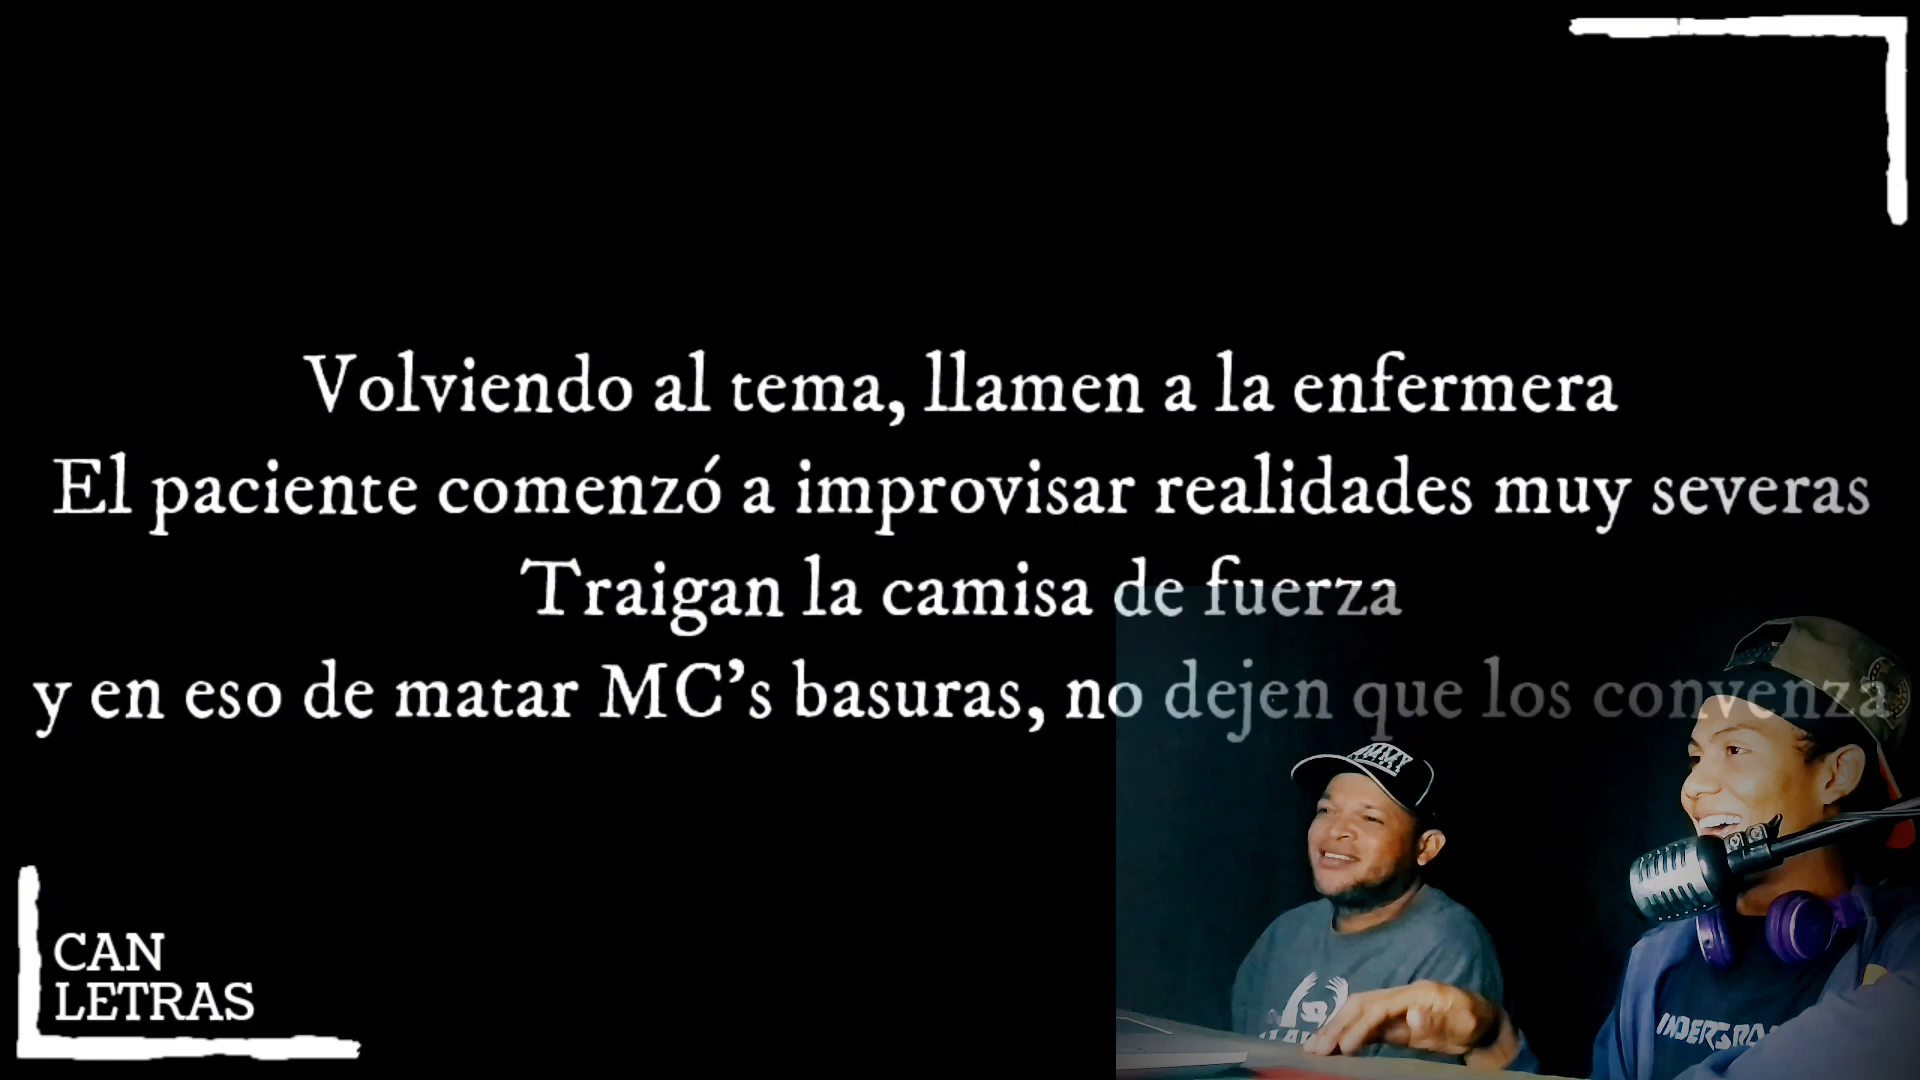 Volviendo al tema, llamen a la enfermera
El paciente comenzó a improvisar realidades muy severas
Traigan la camisa de fuerza
y en eso de matar MC's basuras, no dejen que los convenza
CAN
LETRAS